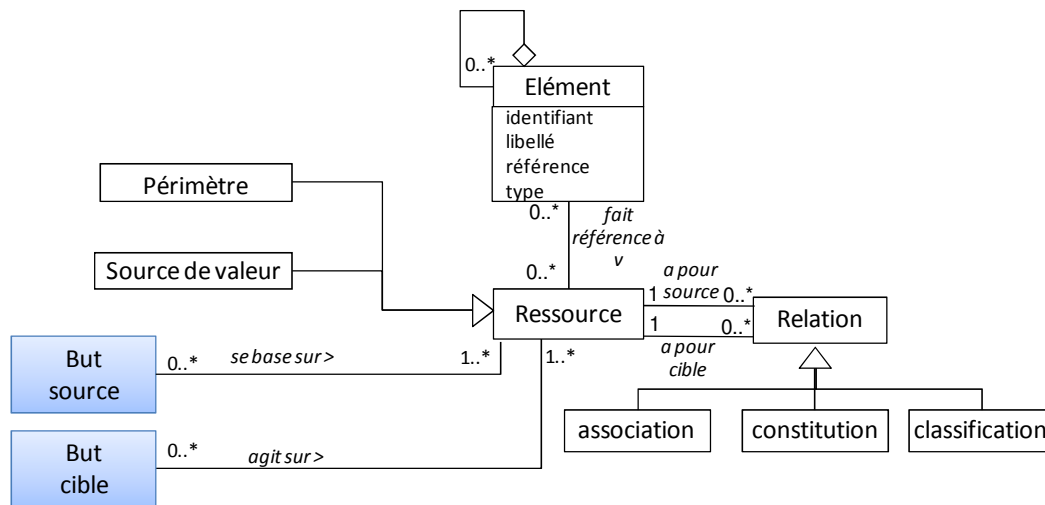 0..*
Elément
identifiant
libellé
référence
type
Périmètre
0..*
fait
référence à
v
Source de valeur
0..*
a pour
source
1
0..*
Ressource
Relation
1
0..*
a pour
cible
But
source
0..*
se base sur >
1..*
1..*
association
constitution
classification
But
cible
0..*
agit sur >